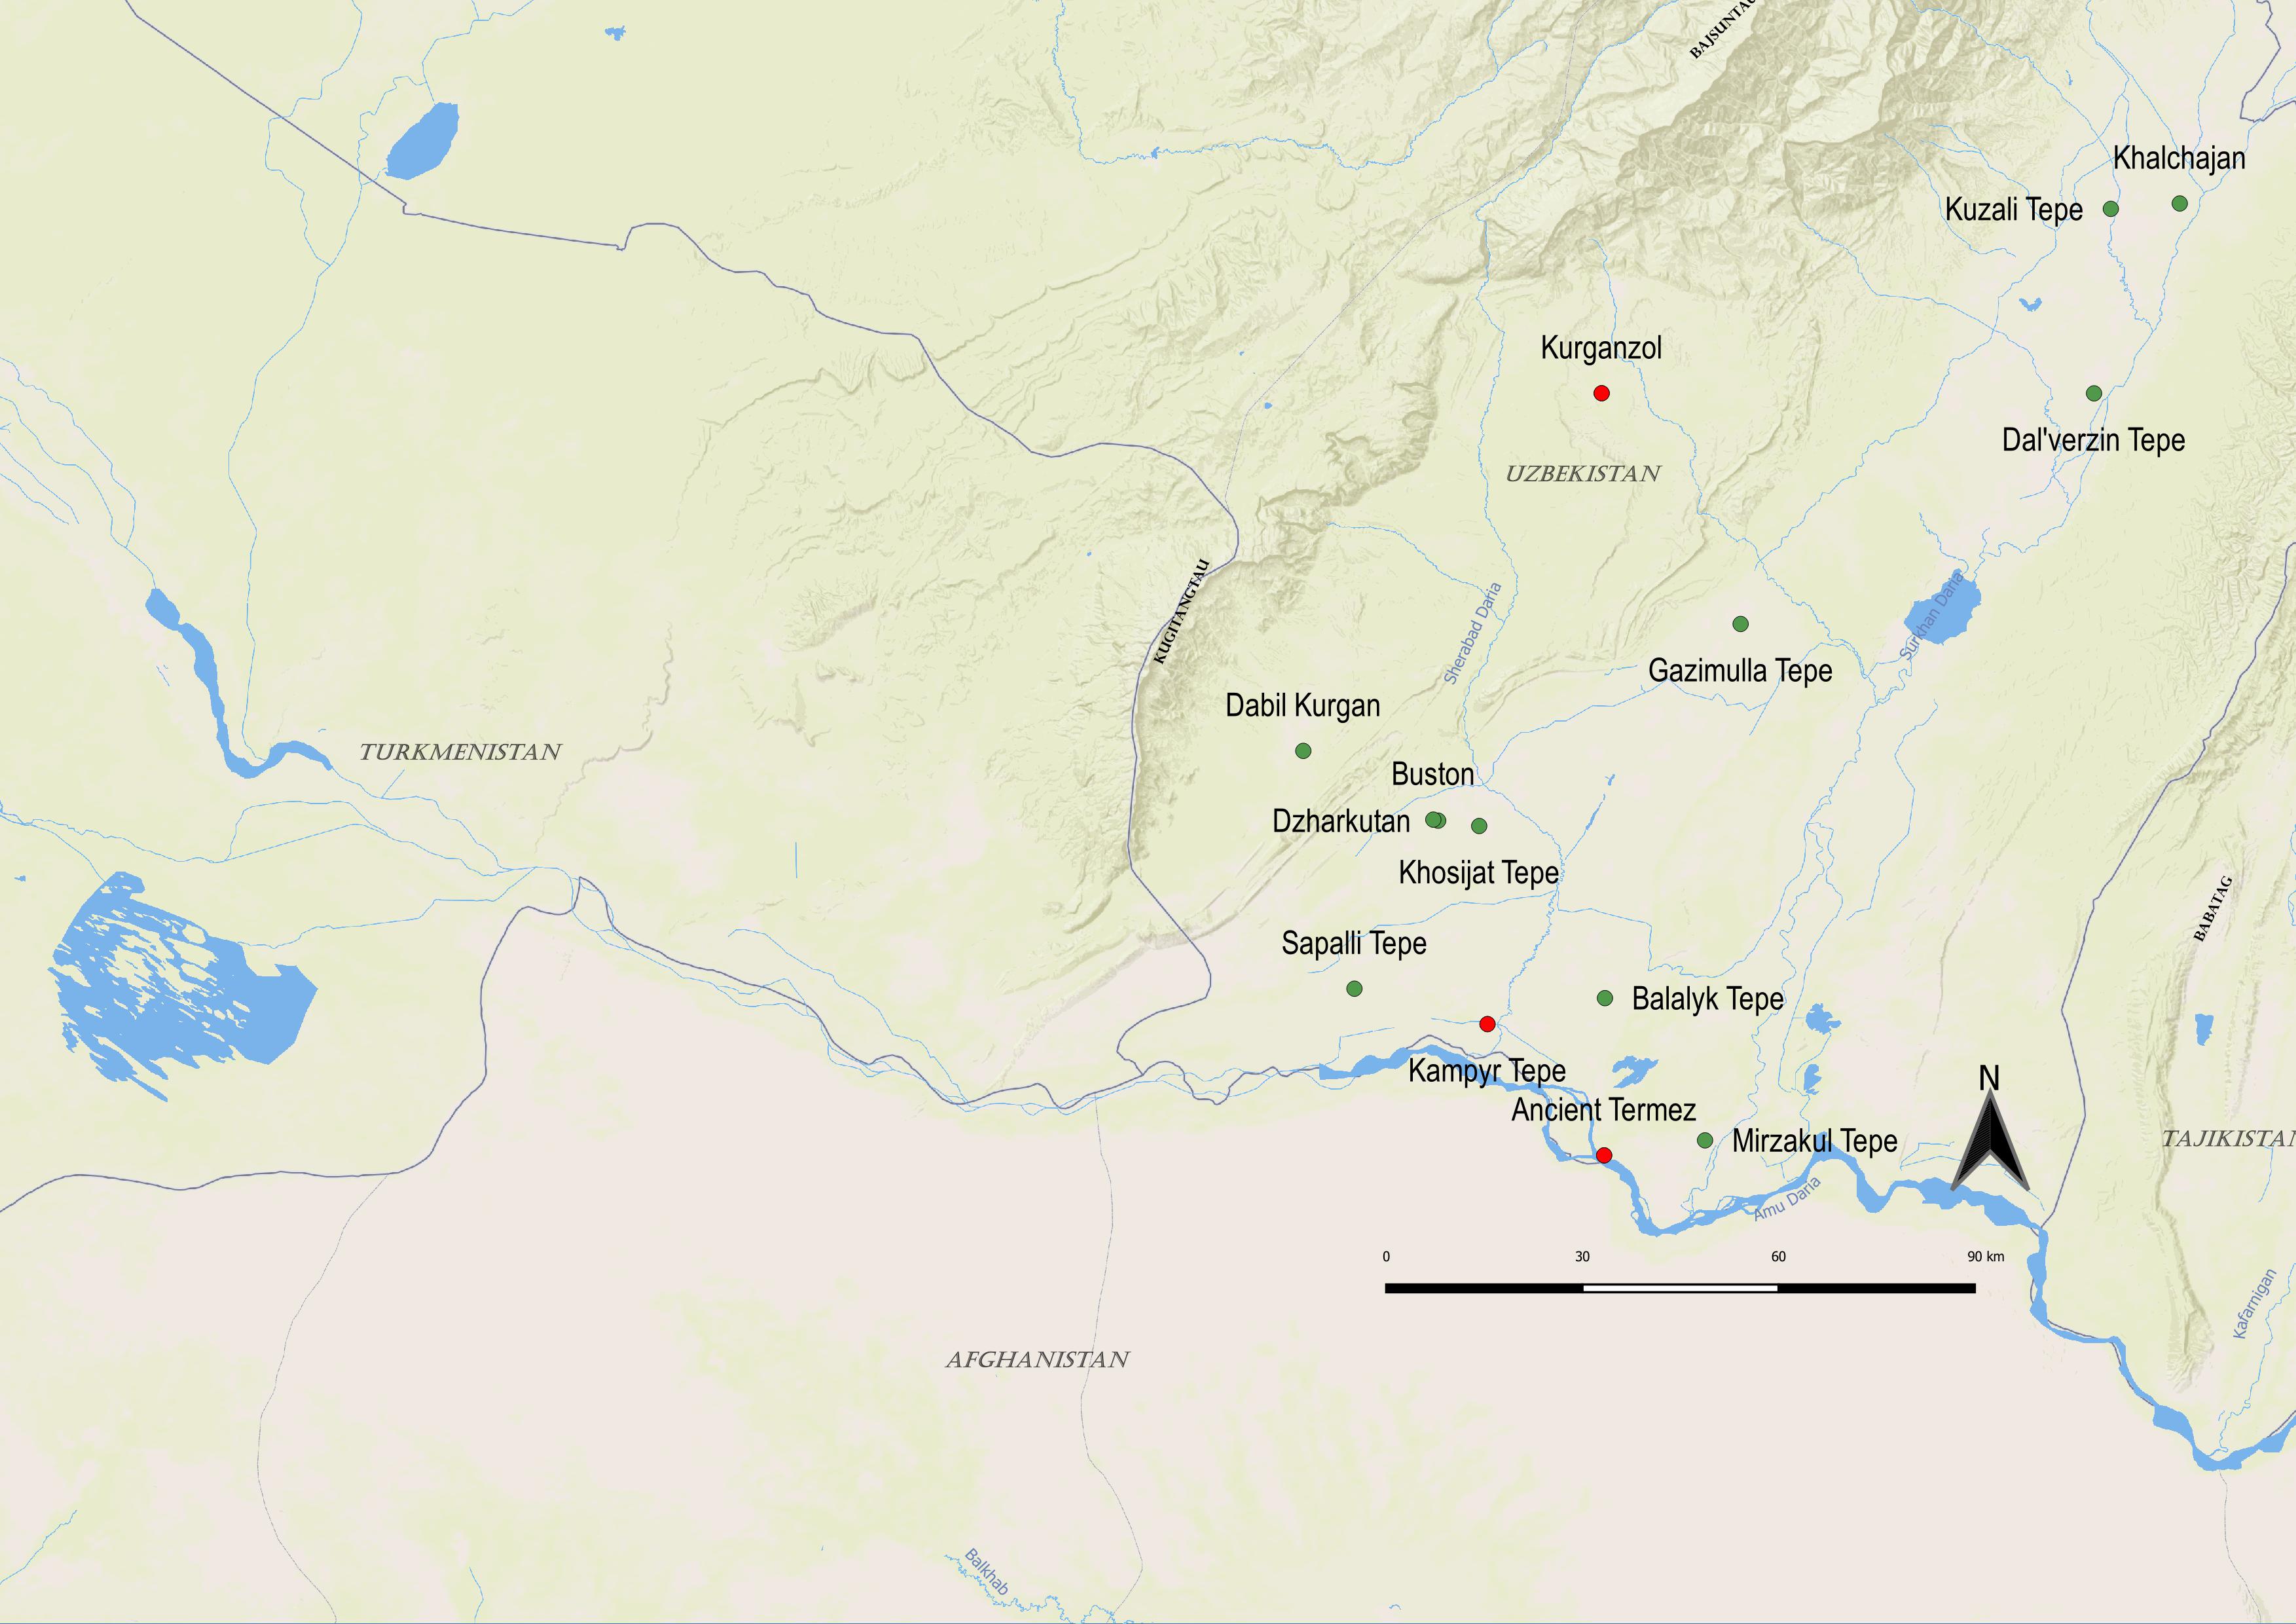 BAJSUNTAU
Khalchajan
Kuzali Tepe
Kurganzol
Dal'verzin Tepe
UZBEKISTAN
KUGITANGTAU
Sherabad Daria
Surkhan Daria
Gazimulla Tepe
Dabil Kurgan
TURKMENISTAN
Buston
Dzharkutan
Khosijat Tepe
BABATAG
Sapalli Tepe
Balalyk Tepe
Kampyr Tepe
N
Ancient Termez
Mirzakul Tepe
TAJIKISTAN
Amu Daria
0 30 60 90 km
Kafarnigan
AFGHANISTAN
Balkhab